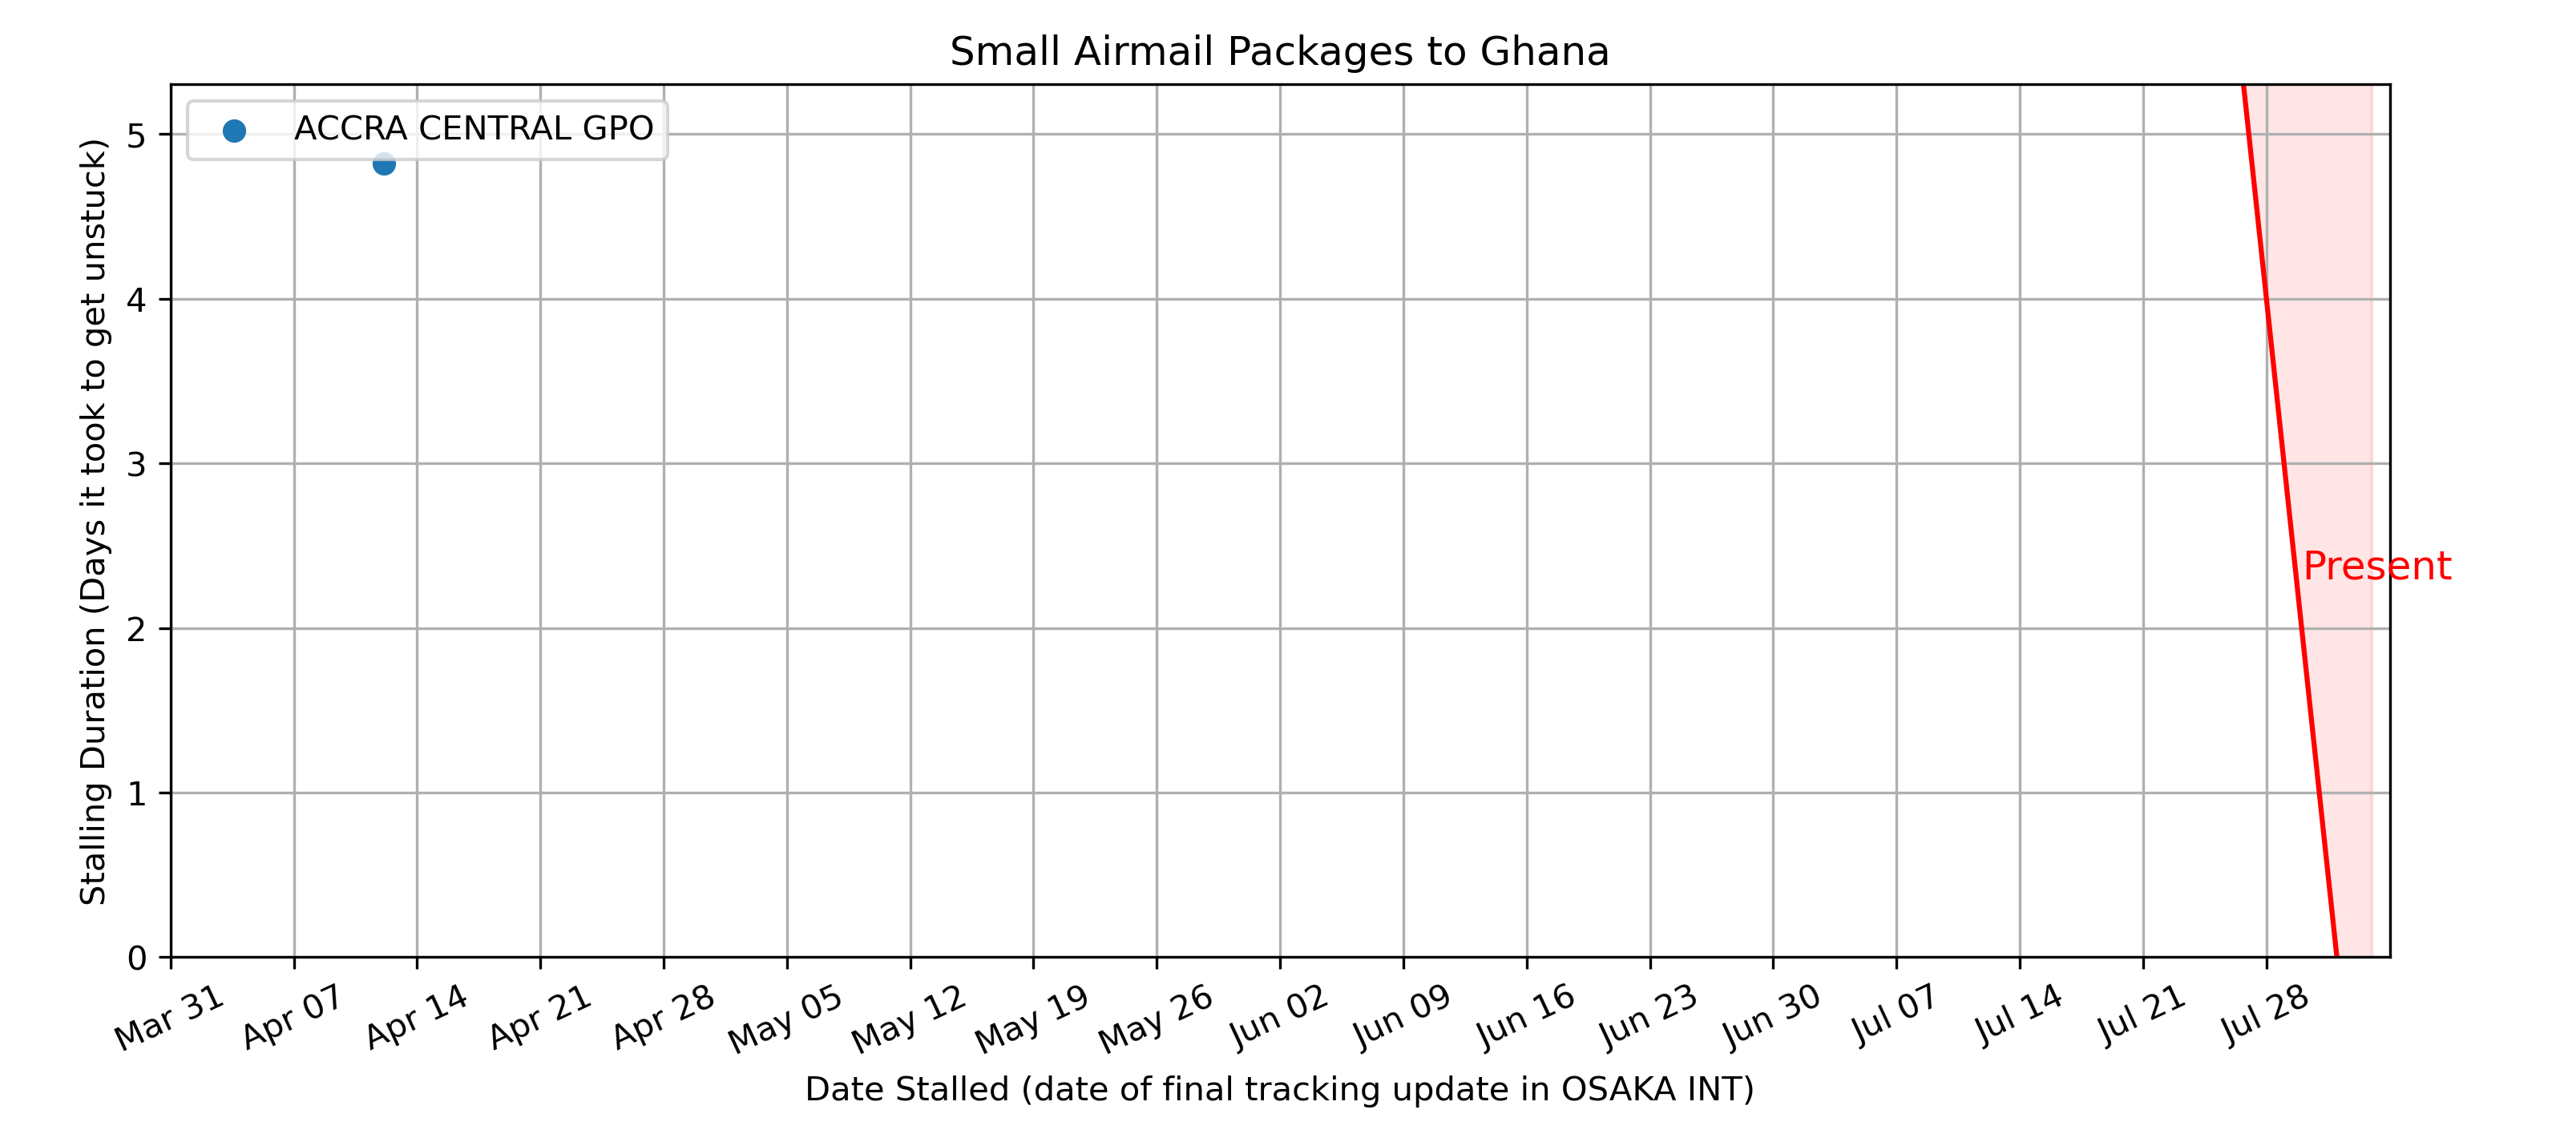 Small Airmail Packages to Ghana
ACCRA CENTRAL GPO
Stalling Duration (Days it took to get unstuck)
5
4
3
2
1
0
Present
Mar 31
Apr 07
Apr 14
Apr 21
Apr 28
May 05
May 12
May 19
May 26
Jun 02
Jun 09
Jun 16
Jun 23
Jun 30
Jul 07
Jul 14
Jul 21
Jul 28
Date Stalled (date of final tracking update in OSAKA INT)